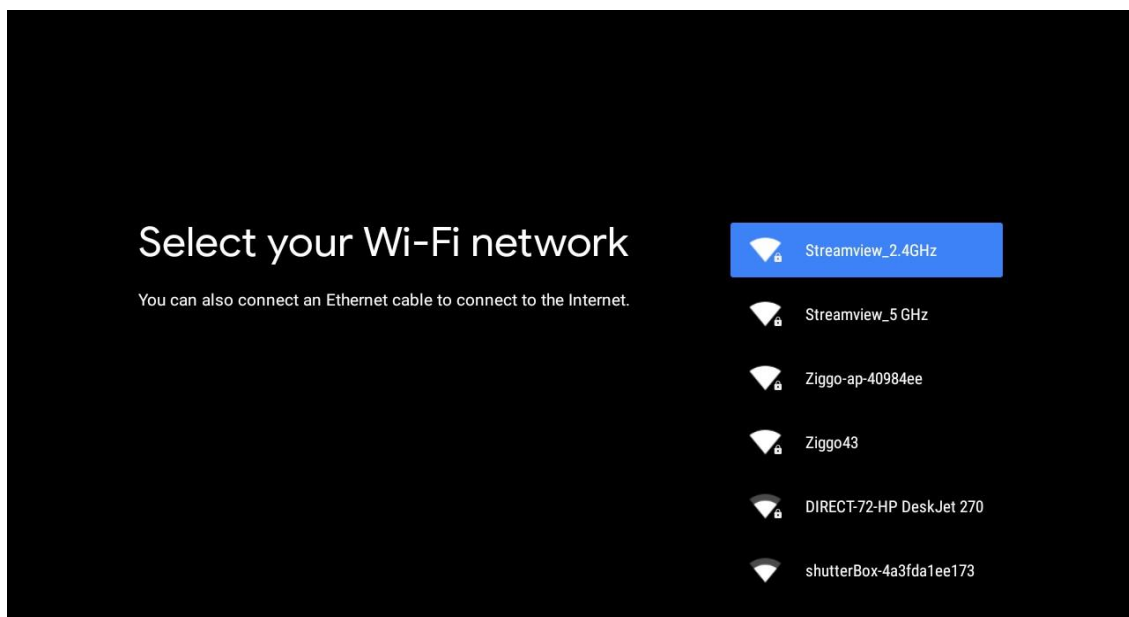 Select your Wi-Fi network
You can also connect an Ethernet cable to connect to the Internet.
Streamview_2.4GHz
Streamview_5 GHz
Ziggo-ap-40984ee
Ziggo43
DIRECT-72-HP DeskJet 270
shutterBox-4a3fda1ee173